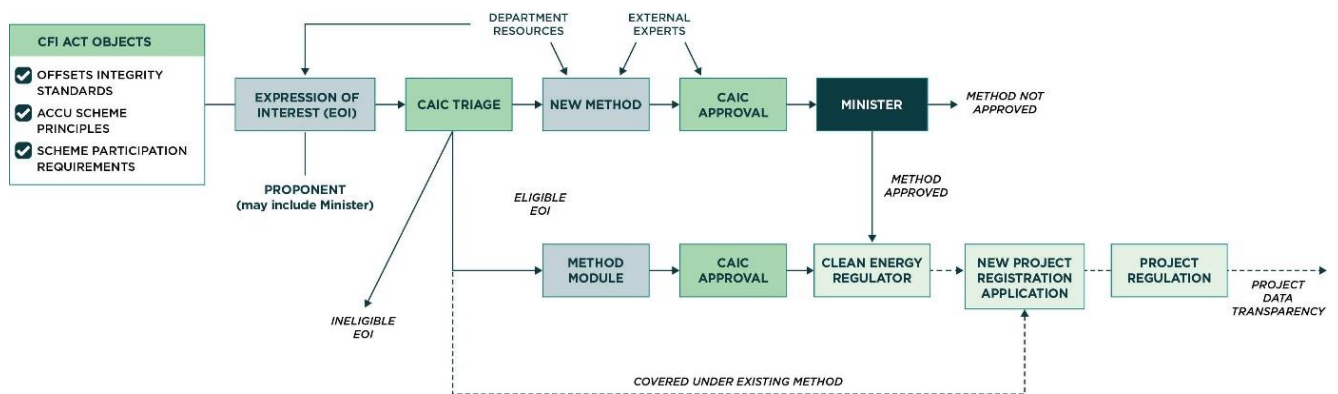 CFI ACT OBJECTS
OFFSETS INTEGRITY
STANDARDS
ACCU SCHEME
PRINCIPLES
SCHEME PARTICIPATION
REQUIREMENTS
DEPARTMENT
RESOURCES
EXTERNAL
EXPERTS
EXPRESSION OF
INTEREST (EOI)
CAIC TRIAGE
NEW METHOD
CAIC
APPROVAL
MINISTER
METHOD NOT
APPROVED
PROPONENT
(may include Minister)
ELIGIBLE
EOI
METHOD
APPROVED
METHOD
MODULE
CAIC
APPROVAL
CLEAN ENERGY
REGULATOR
NEW PROJECT
REGISTRATION
APPLICATION
PROJECT
REGULATION
PROJECT
DATA
TRANSPARENCY
INELIGIBLE
EOI
COVERED UNDER EXISTING METHOD